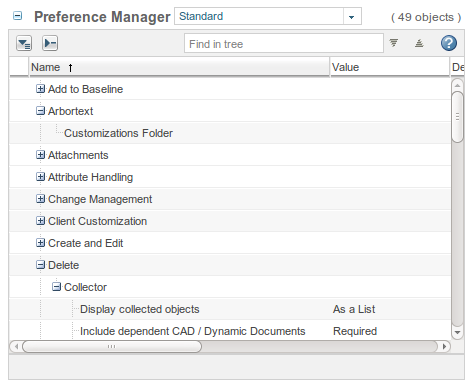 Preference Manager Standard ( 49 objects )
Find in tree ?
Name Value De
Add to Baseline
Arbortext
Customizations Folder
Attachments
Attribute Handling
Change Management
Client Customization
Create and Edit
Delete
Collector
Display collected objects As a List
Include dependent CAD / Dynamic Documents Required